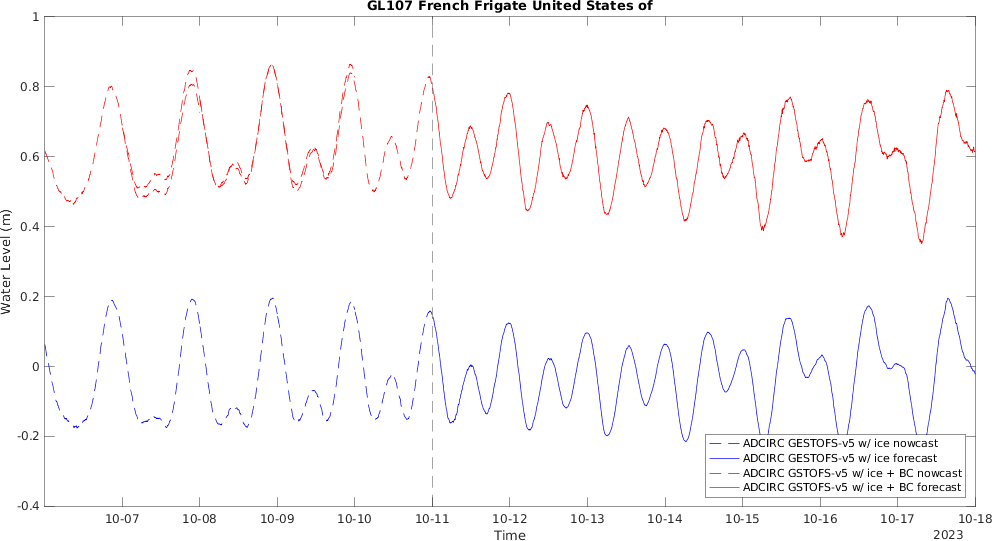 GL107 French Frigate United States of
1
0.8
0.6
0.4
0.2
0
-0.2
-0.4
Water Level (m)
10-07 10-08 10-09 10-10 10-11 10-12 10-13 10-14 10-15 10-16 10-17 10-18
Time
2023
ADCIRC GESTOFS-v5 w/ ice nowcast
ADCIRC GESTOFS-v5 w/ ice forecast
ADCIRC GSTOFS-v5 w/ ice + BC nowcast
ADCIRC GSTOFS-v5 w/ ice + BC forecast